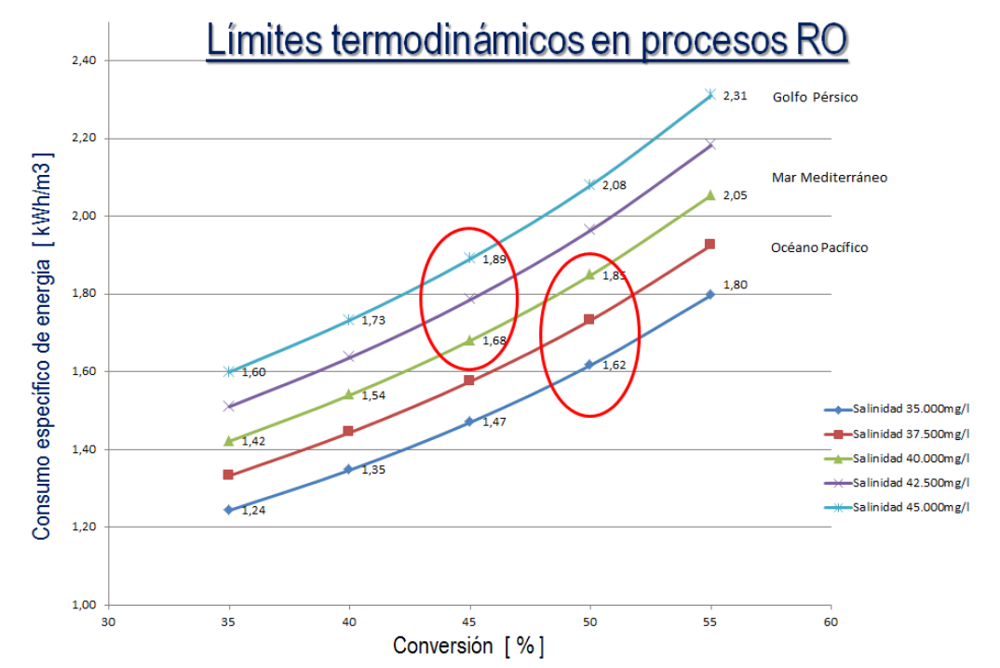 Límites termodinámicos en procesos RO
Consumo específico de energía [ kWh/m3 ]
2,40
2,20
2,00
1,80
1,60
1,40
1,20
1,00
30
35
40
45
50
55
60
Conversión [ % ]
2,31
2,08
1,89
1,73
1,60
2,05
1,85
1,68
1,54
1,42
1,80
1,62
1,47
1,35
1,24
Golfo Pérsico
Mar Mediterráneo
Océano Pacífico
Salinidad 35.000mg/l
Salinidad 37.500mg/l
Salinidad 40.000mg/l
Salinidad 42.500mg/l
Salinidad 45.000mg/l